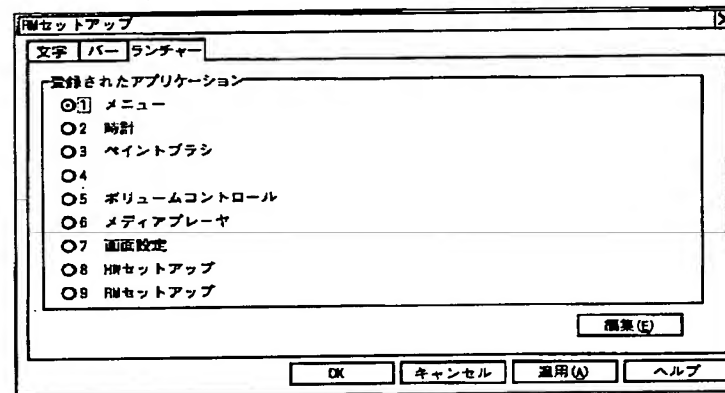 RMセットアップ
文字 バー ランチャー
登録されたアプリケーション
1 メニュー
2 時計
3 ペイントブラシ
4
5 ボリュームコントロール
6 メディアプレーヤ
7 画面設定
8 HWセットアップ
9 RMセットアップ
編集(E)
OK キャンセル 適用(A) ヘルプ